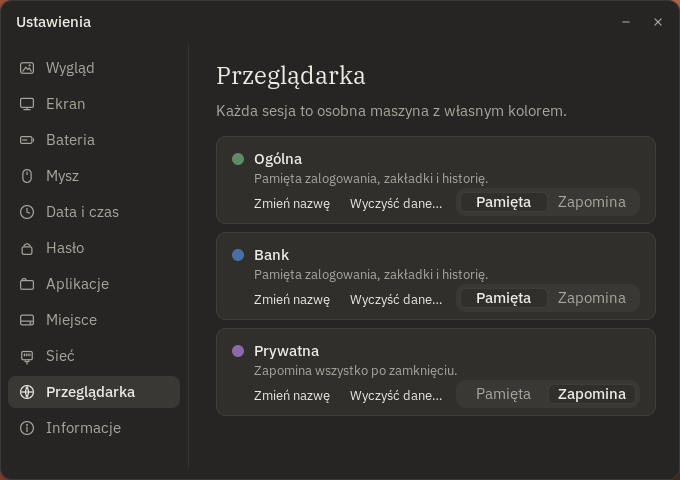 Ustawienia
Wygląd
Ekran
Bateria
Mysz
Data i czas
Hasło
Aplikacje
Miejsce
Sieć
Przeglądarka
Informacje
Przeglądarka
Każda sesja to osobna maszyna z własnym kolorem.
Ogólna
Pamięta zalogowania, zakładki i historię.
Zmień nazwę Wyczyść dane... Pamięta Zapomina
Bank
Pamięta zalogowania, zakładki i historię.
Zmień nazwę Wyczyść dane... Pamięta Zapomina
Prywatna
Zapomina wszystko po zamknięciu.
Zmień nazwę Wyczyść dane... Pamięta Zapomina